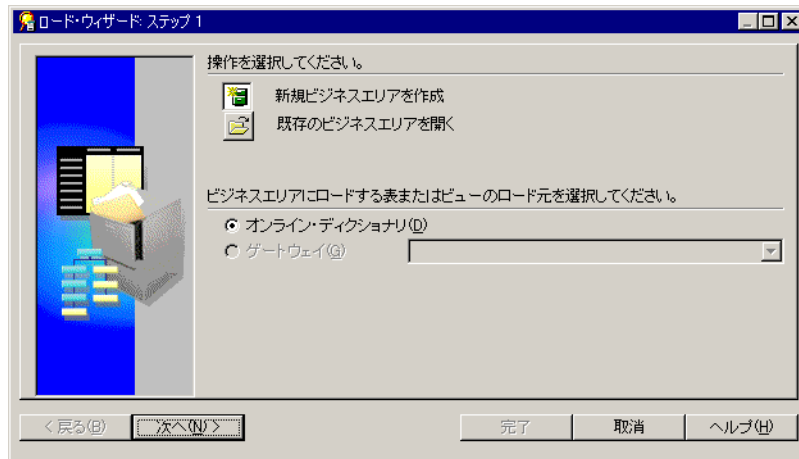 ロード・ウィザード: ステップ 1
操作を選択してください。
新規ビジネスエリアを作成
既存のビジネスエリアを開く
ビジネスエリアにロードする表またはビューのロード元を選択してください。
オンライン・ディクショナリ(D)
ゲートウェイ(G)
< 戻る(B) 次へ(N) > 完了 取消 ヘルプ(H)